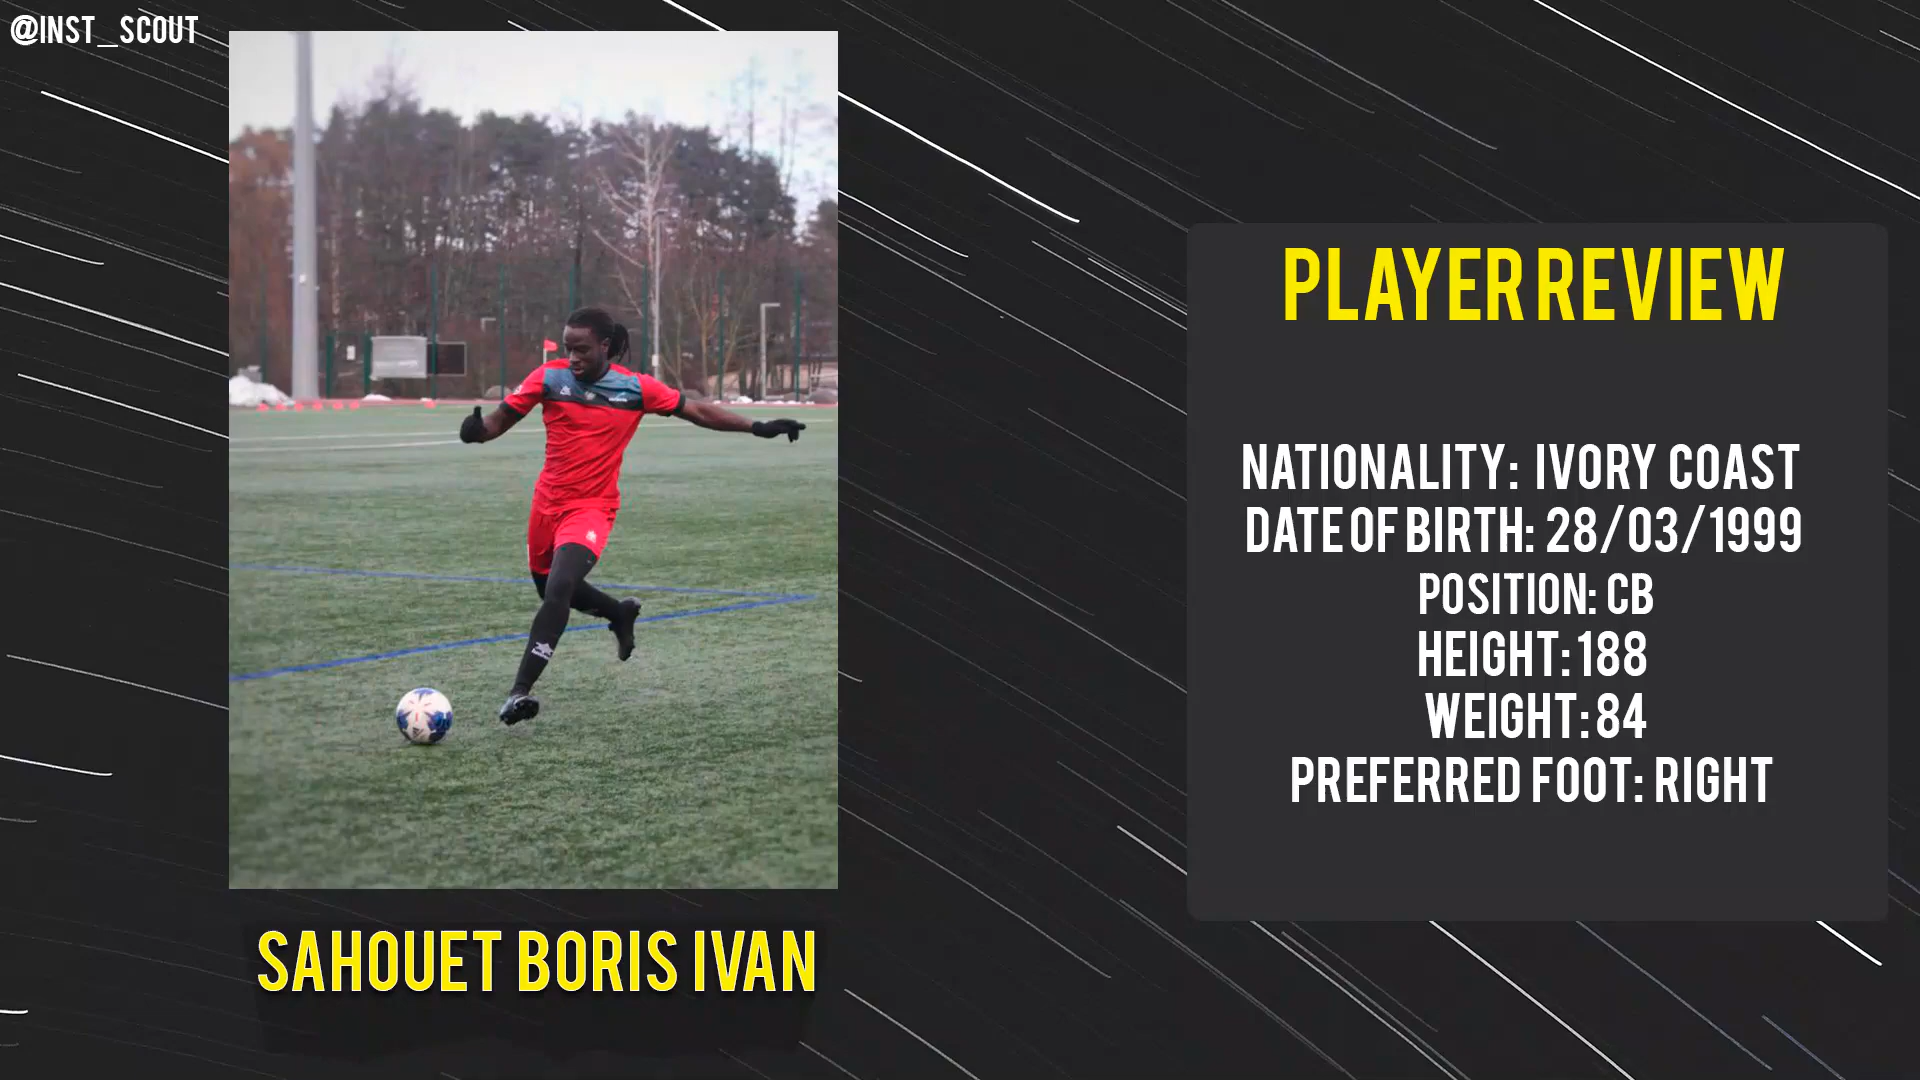 @INST_SCOUT
PLAYER REVIEW
NATIONALITY: IVORY COAST
DATE OF BIRTH: 28/03/1999
POSITION: CB
HEIGHT: 188
WEIGHT: 84
PREFERRED FOOT: RIGHT
SAHOUET BORIS IVAN